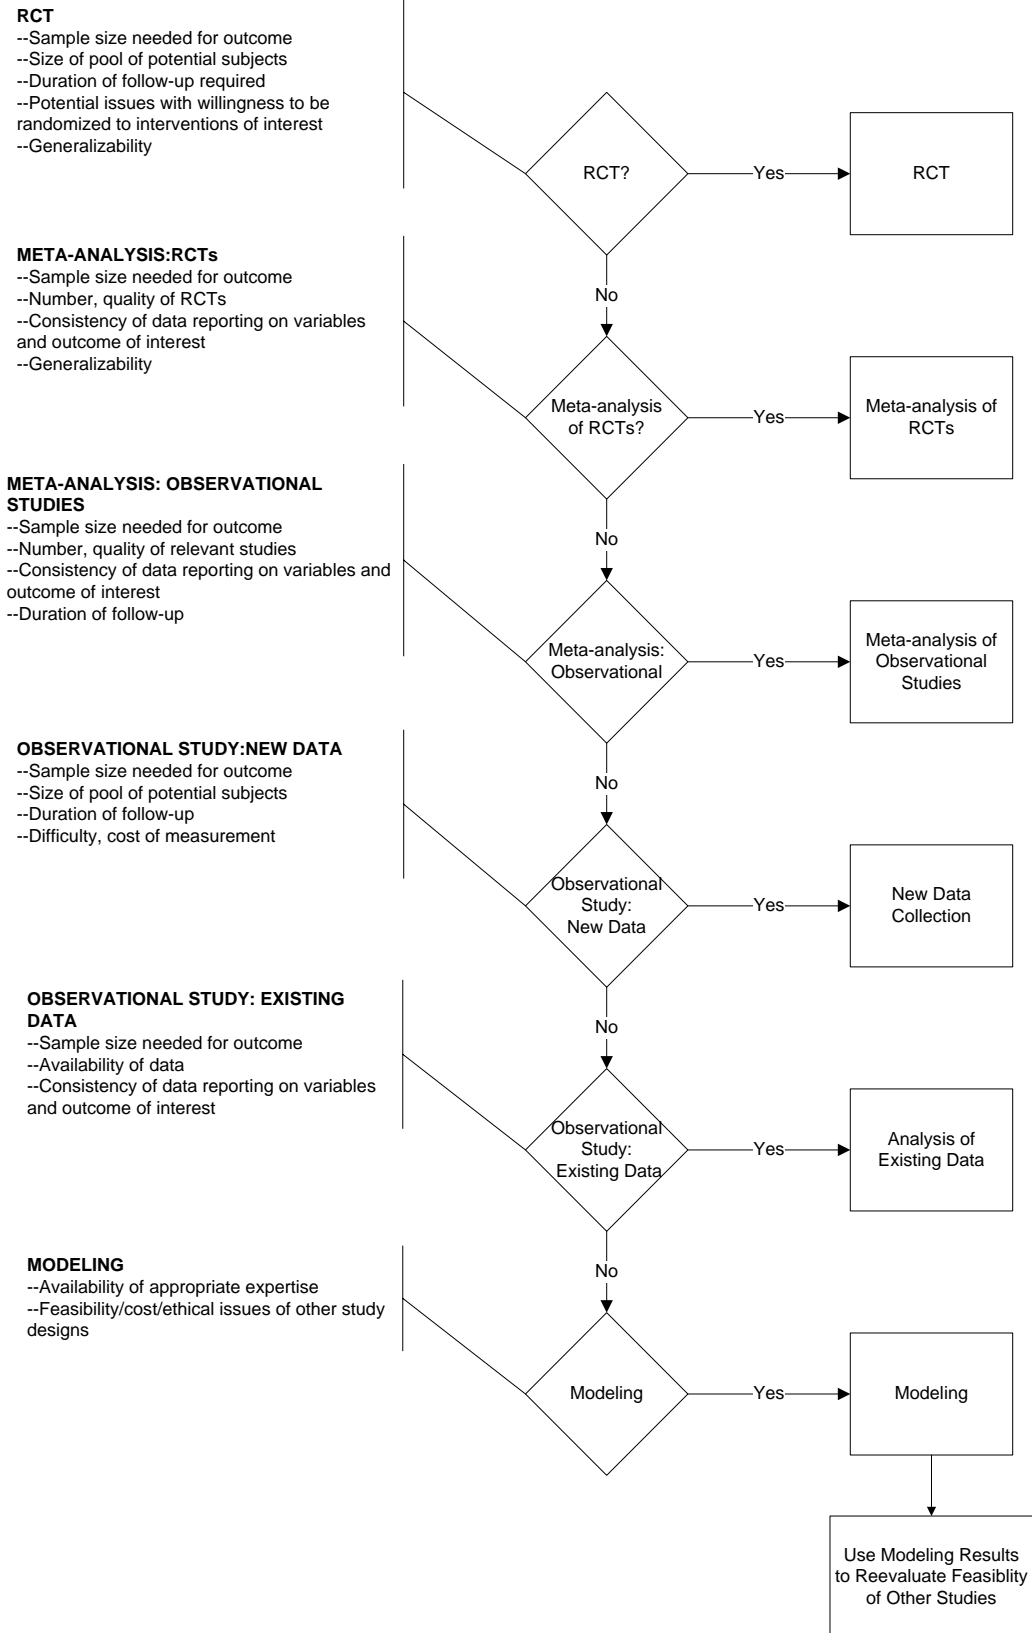 RCT
--Sample size needed for outcome
--Size of pool of potential subjects
--Duration of follow-up required
--Potential issues with willingness to be
randomized to interventions of interest
--Generalizability
RCT?
Yes
RCT
No
META-ANALYSIS:RCTs
--Sample size needed for outcome
--Number, quality of RCTs
--Consistency of data reporting on variables
and outcome of interest
--Generalizability
Meta-analysis
of RCTs?
Yes
Meta-analysis of
RCTs
No
META-ANALYSIS: OBSERVATIONAL
STUDIES
--Sample size needed for outcome
--Number, quality of relevant studies
--Consistency of data reporting on variables and
outcome of interest
--Duration of follow-up
Meta-analysis:
Observational
Yes
Meta-analysis of
Observational
Studies
No
OBSERVATIONAL STUDY:NEW DATA
--Sample size needed for outcome
--Size of pool of potential subjects
--Duration of follow-up
--Difficulty, cost of measurement
Observational
Study:
New Data
Yes
New Data
Collection
No
OBSERVATIONAL STUDY: EXISTING
DATA
--Sample size needed for outcome
--Availability of data
--Consistency of data reporting on variables
and outcome of interest
Observational
Study:
Existing Data
Yes
Analysis of
Existing Data
No
MODELING
--Availability of appropriate expertise
--Feasibility/cost/ethical issues of other study
designs
Modeling
Yes
Modeling
Use Modeling Results
to Reevaluate Feasiblity
of Other Studies